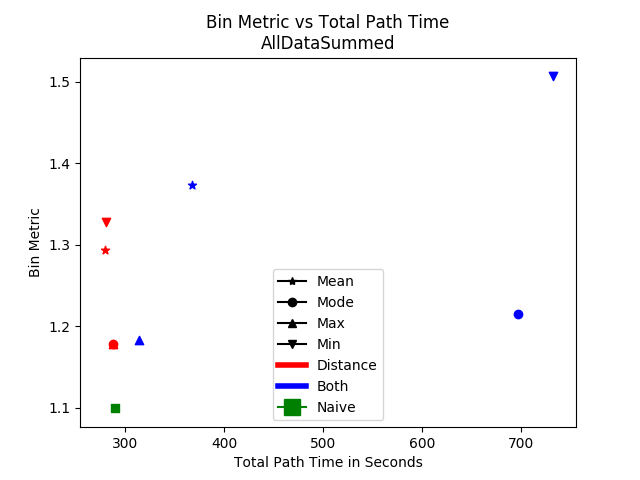 Bin Metric vs Total Path Time
AllDataSummed
1.5
1.4
1.3
1.2
1.1
Bin Metric
Mean
Mode
Max
Min
Distance
Both
Naive
300 400 500 600 700
Total Path Time in Seconds